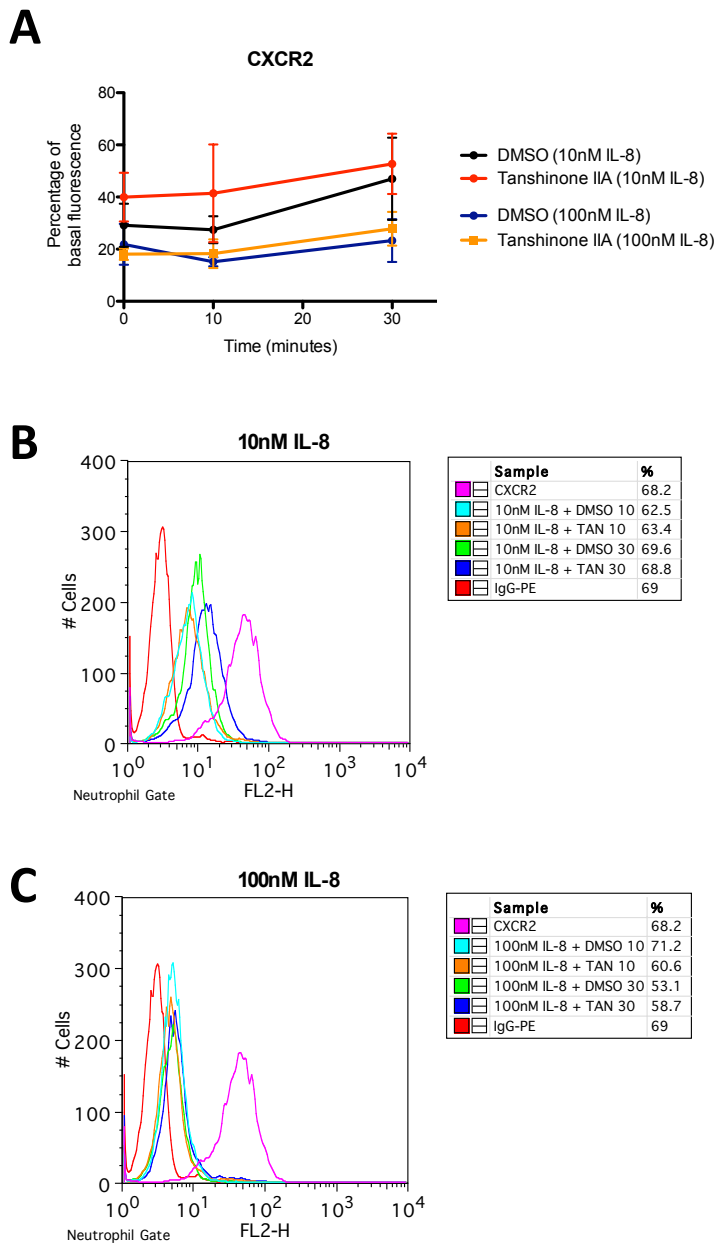 A
CXCR2
Percentage of
basal fluorescence
80
60
40
20
0
0
10
20
30
Time (minutes)
DMSO (10nM IL-8)
Tanshinone IIA (10nM IL-8)
DMSO (100nM IL-8)
Tanshinone IIA (100nM IL-8)
B
10nM IL-8
# Cells
400
300
200
100
0
10⁰ 10¹ 10² 10³ 10⁴
Neutrophil Gate FL2-H
Sample %
CXCR2 68.2
10nM IL-8 + DMSO 10 62.5
10nM IL-8 + TAN 10 63.4
10nM IL-8 + DMSO 30 69.6
10nM IL-8 + TAN 30 68.8
IgG-PE 69
C
100nM IL-8
# Cells
400
300
200
100
0
10⁰ 10¹ 10² 10³ 10⁴
Neutrophil Gate FL2-H
Sample %
CXCR2 68.2
100nM IL-8 + DMSO 10 71.2
100nM IL-8 + TAN 10 60.6
100nM IL-8 + DMSO 30 53.1
100nM IL-8 + TAN 30 58.7
IgG-PE 69